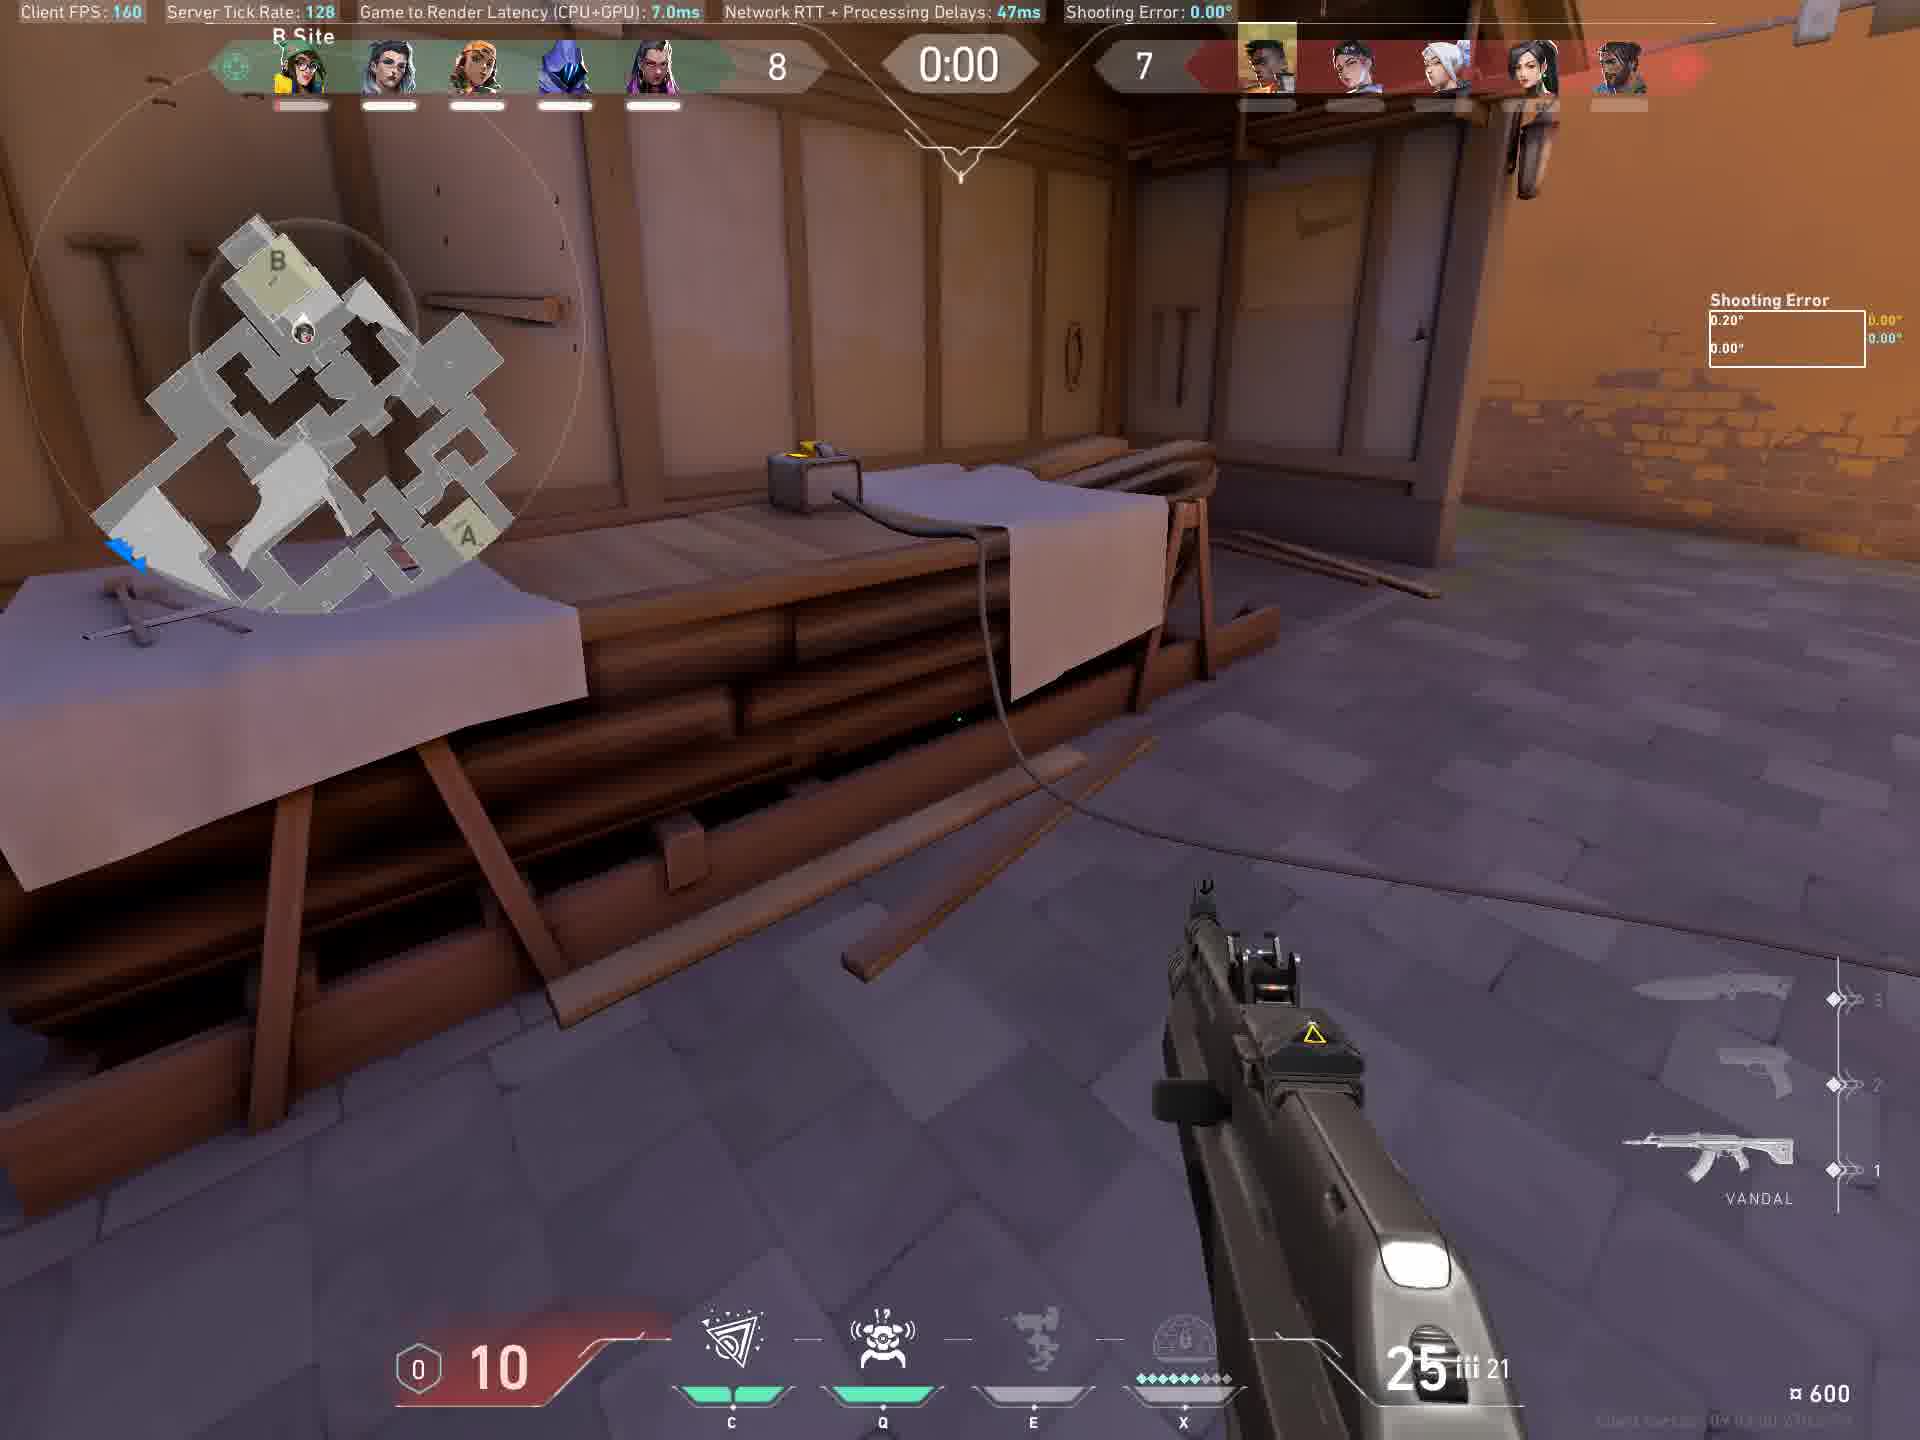 Client FPS: 160 Server Tick Rate: 128 Game to Render Latency (CPU+GPU): 7.0ms Network RTT + Processing Delays: 47ms Shooting Error: 0.00°
B Site
8 0:00 7
B
A
Shooting Error
0.20° 0.00°
0.00°
0.00°
3
2
1
VANDAL
0 10
25 21
C Q E X
¤ 600